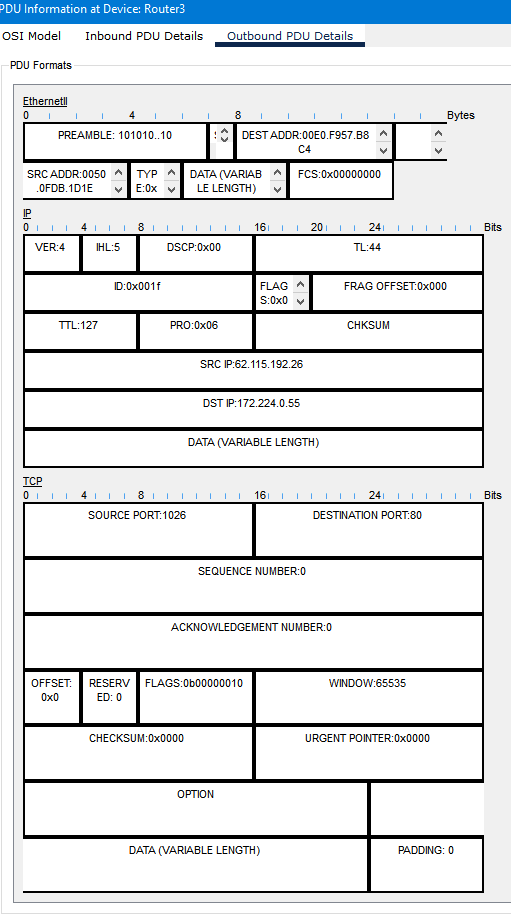 PDU Information at Device: Router3
OSI Model Inbound PDU Details Outbound PDU Details
PDU Formats
EthernetII
0 4 8 Bytes
PREAMBLE: 101010..10
DEST ADDR:00E0.F957.B8
C4
SRC ADDR:0050
.0FDB.1D1E
TYP
E:0x
DATA (VARIAB
LE LENGTH)
FCS:0x00000000
IP
0 4 8 16 20 24 Bits
VER:4 IHL:5 DSCP:0x00 TL:44
ID:0x001f
FLAG
S:0x0
FRAG OFFSET:0x000
TTL:127 PRO:0x06 CHKSUM
SRC IP:62.115.192.26
DST IP:172.224.0.55
DATA (VARIABLE LENGTH)
TCP
0 4 8 16 24 Bits
SOURCE PORT:1026 DESTINATION PORT:80
SEQUENCE NUMBER:0
ACKNOWLEDGEMENT NUMBER:0
OFFSET:
0x0
RESERV
ED: 0
FLAGS:0b00000010 WINDOW:65535
CHECKSUM:0x0000 URGENT POINTER:0x0000
OPTION
DATA (VARIABLE LENGTH) PADDING: 0